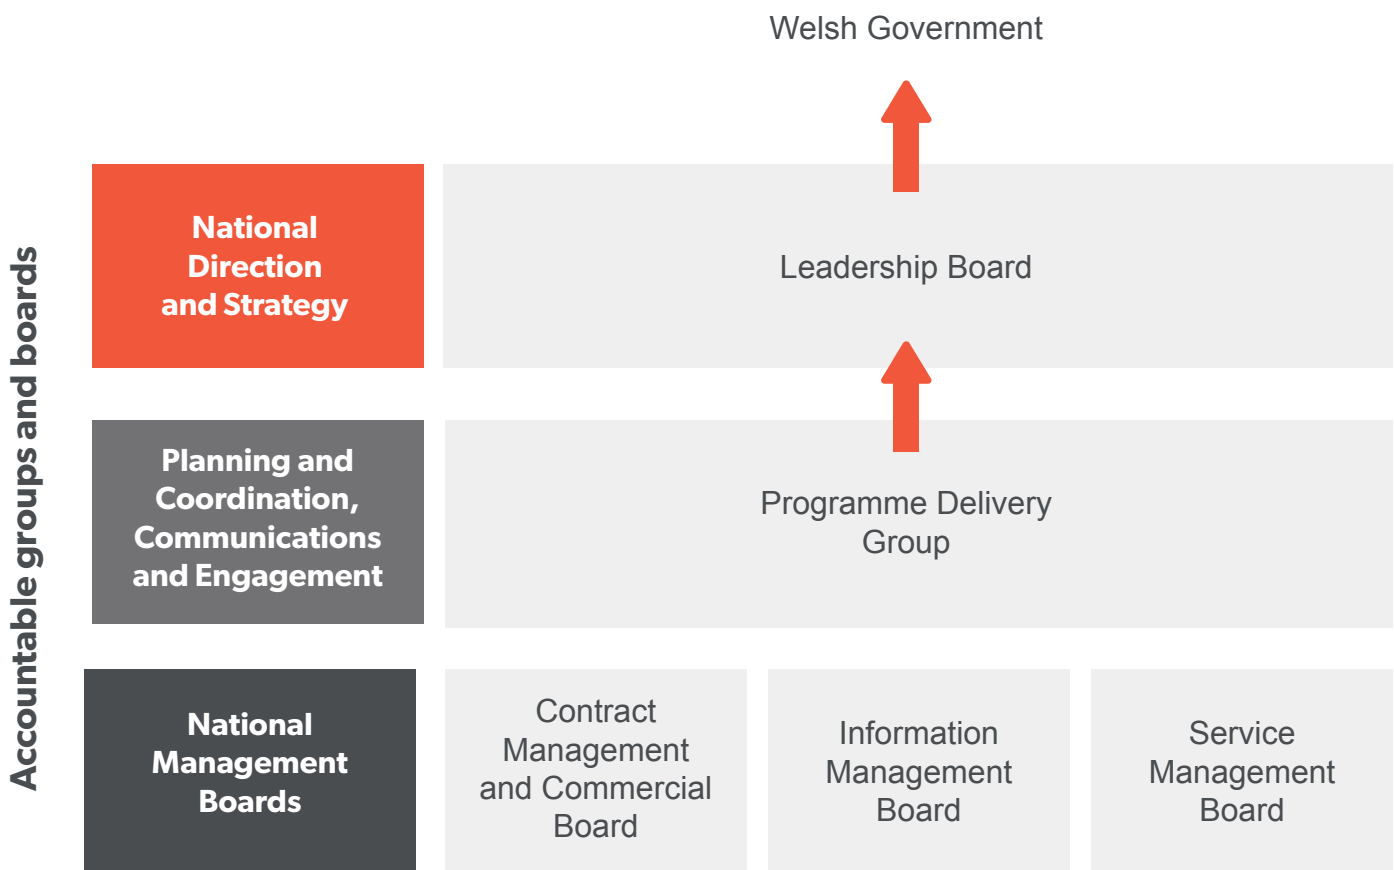 Welsh Government
Accountable groups and boards
National
Direction
and Strategy
Leadership Board
Planning and
Coordination,
Communications
and Engagement
Programme Delivery
Group
National
Management
Boards
Contract
Management
and Commercial
Board
Information
Management
Board
Service
Management
Board